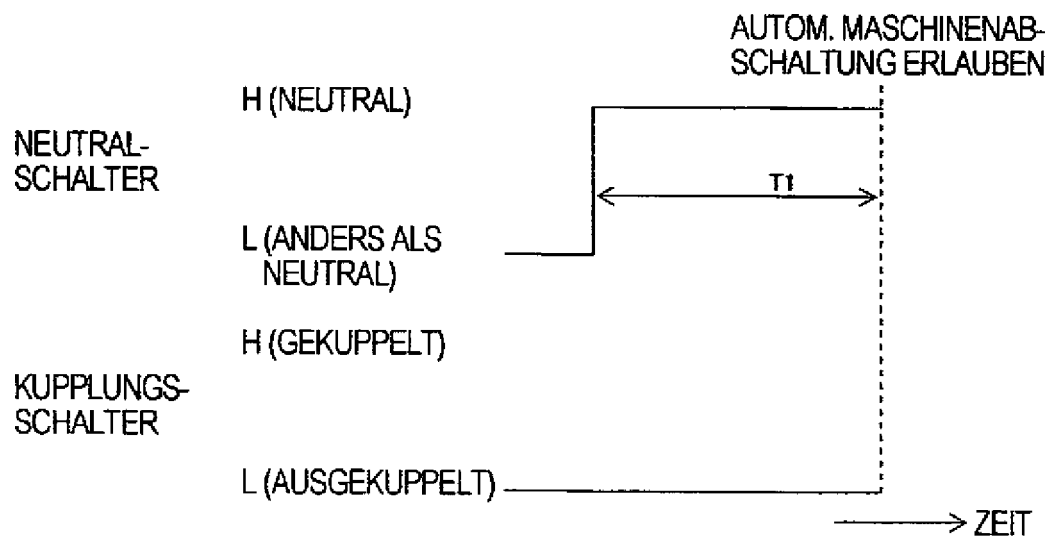 AUTOM. MASCHINENAB-
SCHALTUNG ERLAUBEN
H (NEUTRAL)
NEUTRAL-
SCHALTER
T1
L (ANDERS ALS
NEUTRAL)
H (GEKUPPELT)
KUPPLUNGS-
SCHALTER
L (AUSGEKUPPELT)
ZEIT